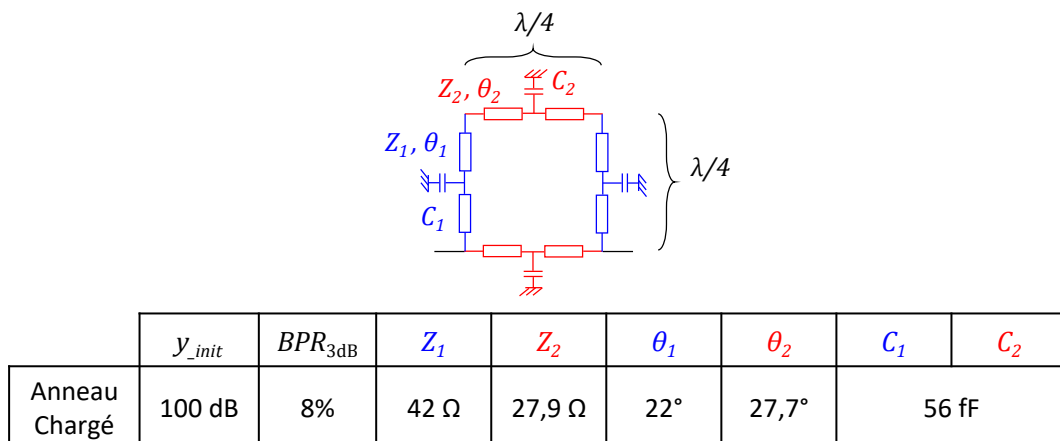 λ/4
Z₂, θ₂
C₂
Z₁, θ₁
λ/4
C₁
y_init BPR3dB Z₁ Z₂ θ₁ θ₂ C₁ C₂
Anneau Chargé 100 dB 8% 42 Ω 27,9 Ω 22° 27,7° 56 fF